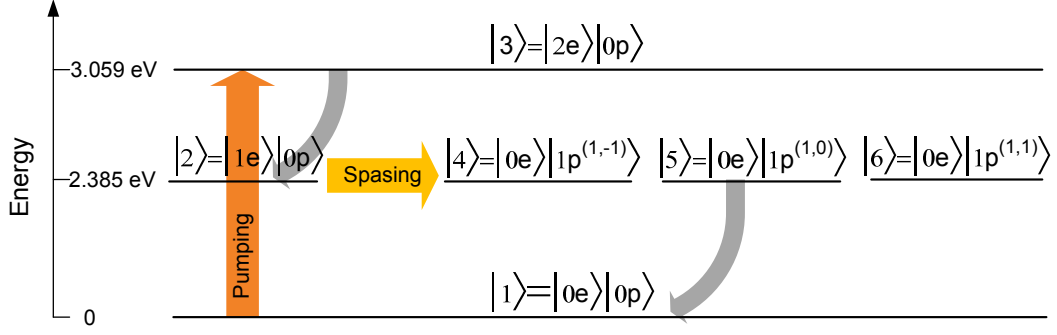 |3⟩=|2e⟩|0p⟩
3.059 eV
|2⟩=|1e⟩|0p⟩
|4⟩=|0e⟩|1p^(1,-1)⟩
|5⟩=|0e⟩|1p^(1,0)⟩
|6⟩=|0e⟩|1p^(1,1)⟩
Spasing
2.385 eV
Energy
Pumping
|1⟩=|0e⟩|0p⟩
0